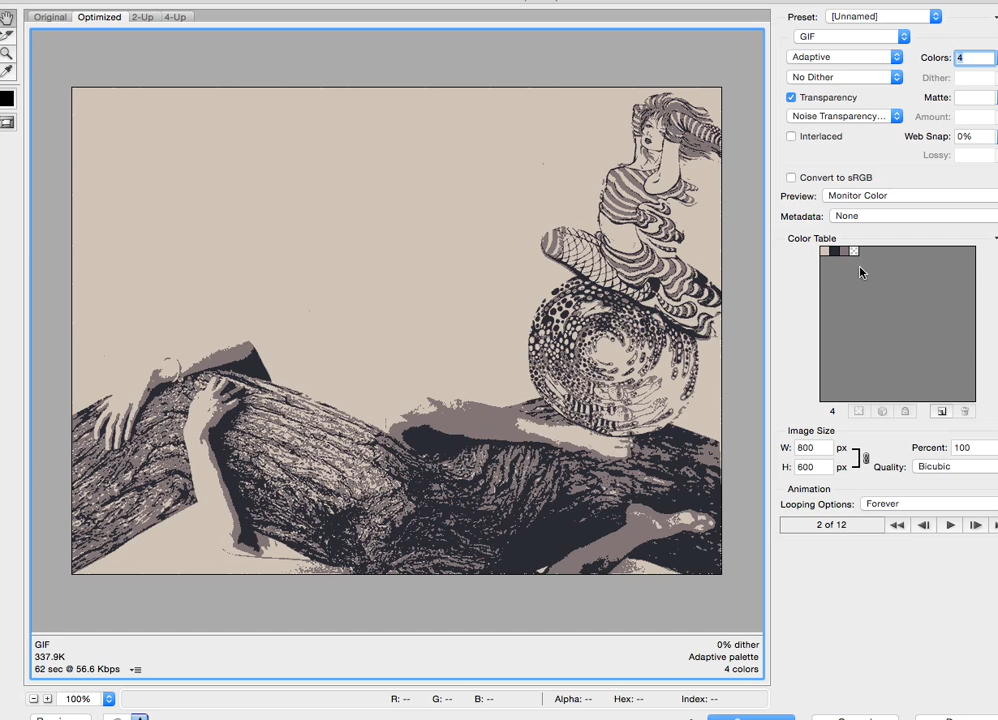 Original Optimized 2-Up 4-Up
Preset: [Unnamed]
GIF
Adaptive Colors: 4
No Dither Dither:
Transparency Matte:
Noise Transparency... Amount:
Interlaced Web Snap: 0%
Lossy:
Convert to sRGB
Preview: Monitor Color
Metadata: None
Color Table
4
Image Size
W: 800 px Percent: 100
H: 600 px Quality: Bicubic
Animation
Looping Options: Forever
2 of 12
GIF 0% dither
337.9K Adaptive palette
62 sec @ 56.6 Kbps 4 colors
100% R: -- G: -- B: -- Alpha: -- Hex: -- Index: --